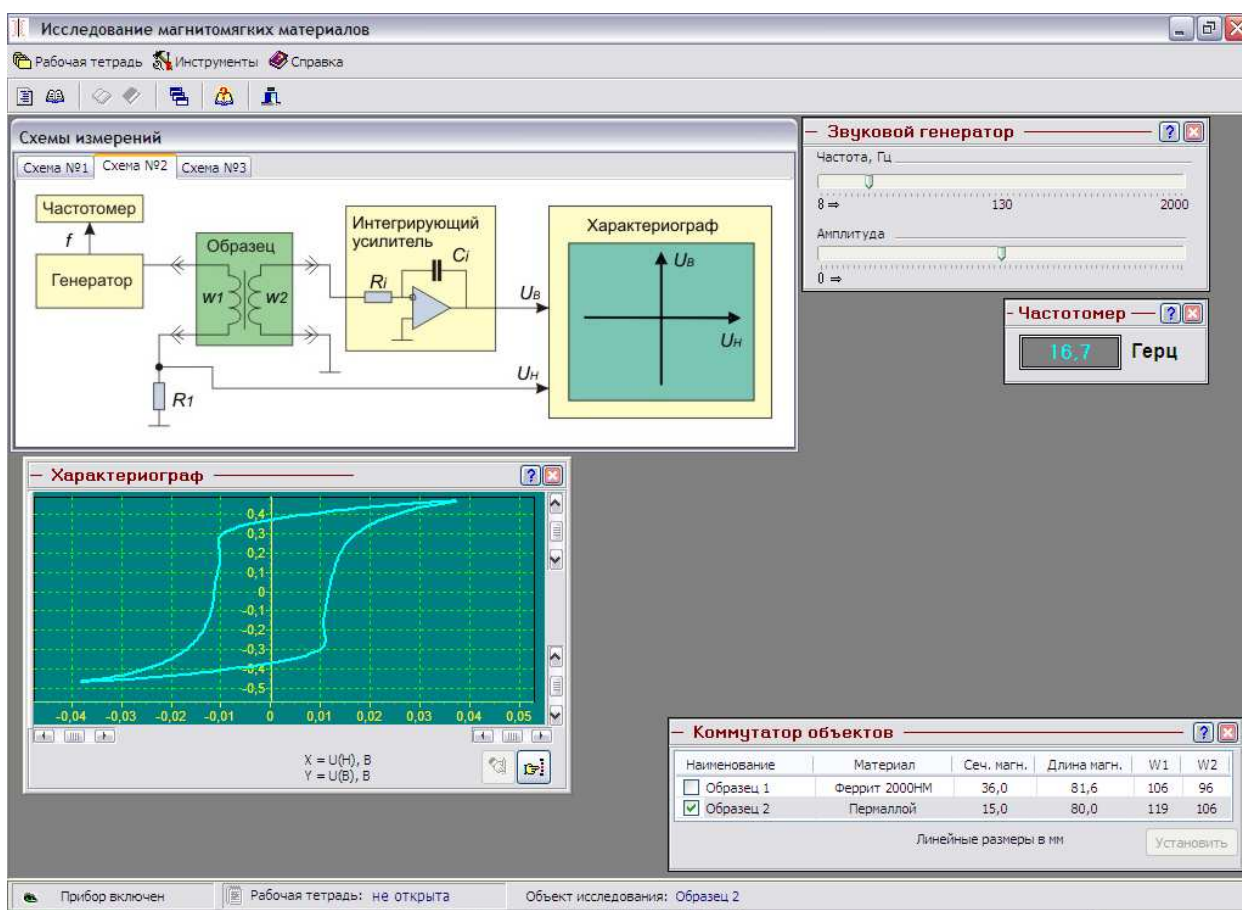 Исследование магнитомягких материалов
Рабочая тетрадь Инструменты Справка
Схемы измерений
Схема №1 Схема №2 Схема №3
Частотомер
f
Генератор
Образец
W1 W2
Интегрирующий
усилитель
Ci
Ri
UB
UH
R1
Характериограф
UB
UH
Звуковой генератор
Частота, Гц
8 ⇒ 130 2000
Амплитуда
0 ⇒
Частотомер
16,7 Герц
Характериограф
0,4
0,3
0,2
0,1
0
-0,1
-0,2
-0,3
-0,4
-0,5
-0,04 -0,03 -0,02 -0,01 0 0,01 0,02 0,03 0,04 0,05
X = U(H), В
Y = U(B), В
Коммутатор объектов
Наименование Материал Сеч. магн. Длина магн. W1 W2
Образец 1 Феррит 2000НМ 36,0 81,6 106 96
Образец 2 Пермаллой 15,0 80,0 119 106
Линейные размеры в мм Установить
Прибор включен Рабочая тетрадь: не открыта Объект исследования: Образец 2